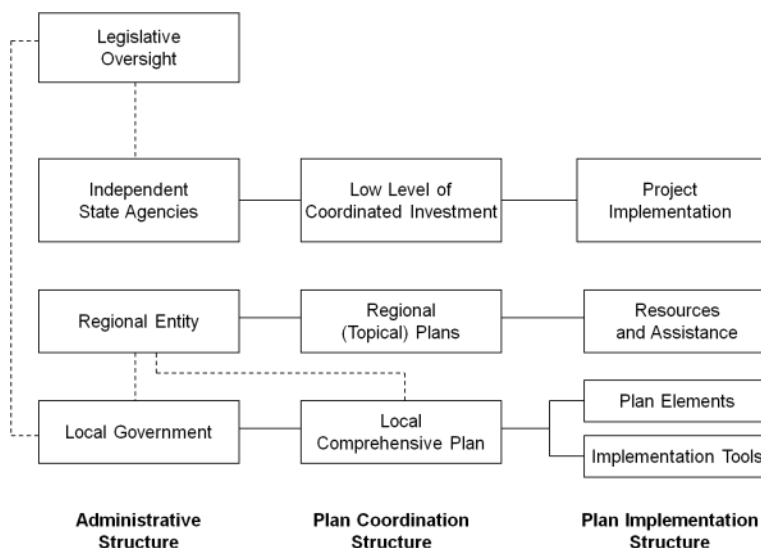 Legislative
Oversight
Independent
State Agencies
Low Level of
Coordinated Investment
Project
Implementation
Regional Entity
Regional
(Topical) Plans
Resources
and Assistance
Local Government
Local
Comprehensive Plan
Plan Elements
Implementation Tools
Administrative
Structure
Plan Coordination
Structure
Plan Implementation
Structure